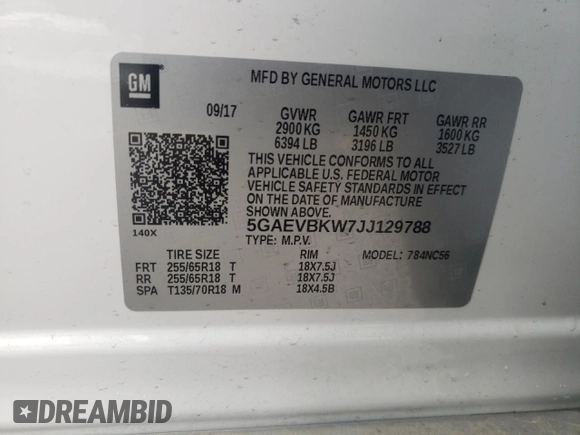 GM
MFD BY GENERAL MOTORS LLC
09/17 GVWR GAWR FRT GAWR RR
2900 KG 1450 KG 1600 KG
6394 LB 3196 LB 3527 LB
THIS VEHICLE CONFORMS TO ALL
APPLICABLE U.S. FEDERAL MOTOR
VEHICLE SAFETY STANDARDS IN EFFECT
ON THE DATE OF MANUFACTURE
SHOWN ABOVE.
140X 5GAEVBKW7JJ129788
TYPE: M.P.V. MODEL: 784NC56
TIRE SIZE RIM
FRT 255/65R18 T 18X7.5J
RR 255/65R18 T 18X7.5J
SPA T135/70R18 M 18X4.5B
DREAMBID